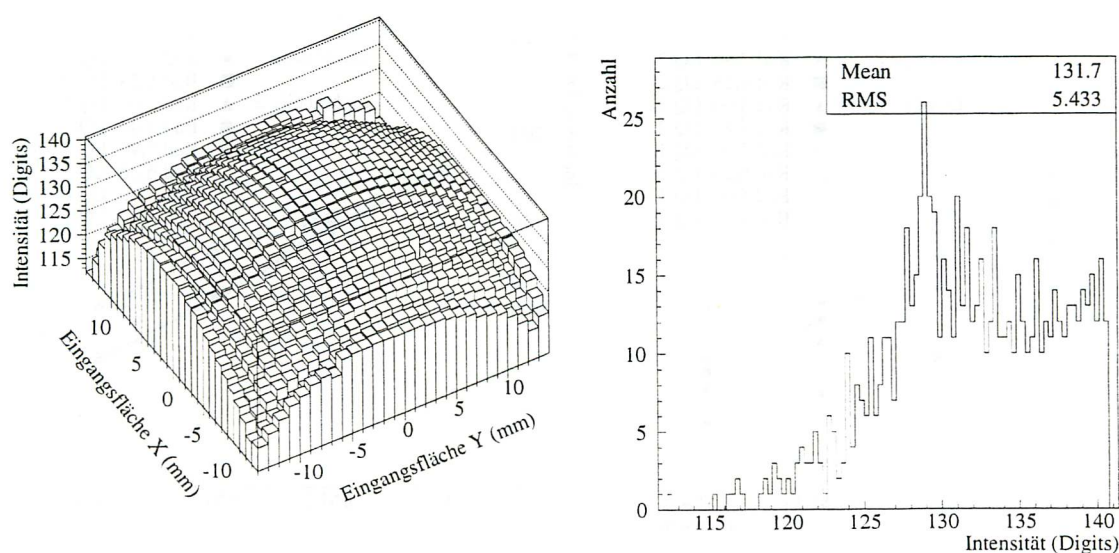 Intensität (Digits)
140
135
130
125
120
115
10
5
0
-5
-10
Eingangsfläche X (mm)
-10
-5
0
5
10
Eingangsfläche Y (mm)
Anzahl
Mean 131.7
RMS 5.433
25
20
15
10
5
0
115 120 125 130 135 140
Intensität (Digits)